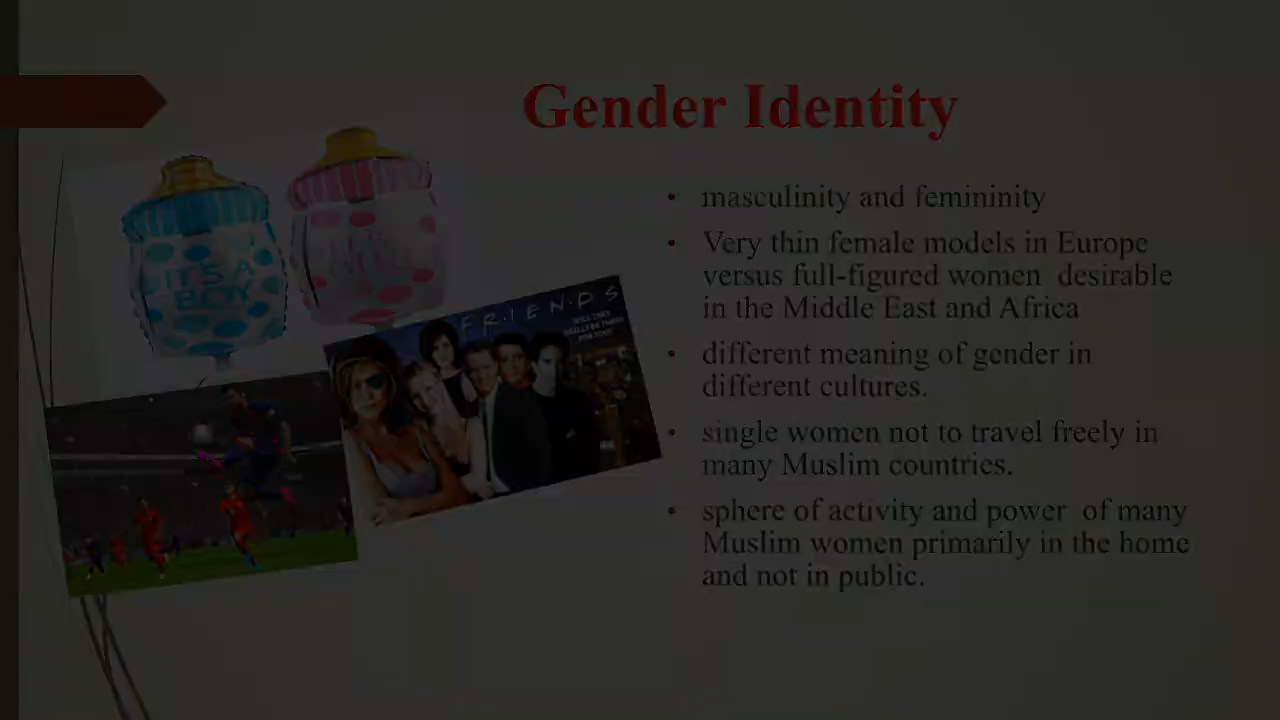 Gender Identity
• masculinity and femininity
• Very thin female models in Europe
versus full-figured women desirable
in the Middle East and Africa
• different meaning of gender in
different cultures.
• single women not to travel freely in
many Muslim countries.
• sphere of activity and power of many
Muslim women primarily in the home
and not in public.
IT'S A
BOY
F·R·I·E·N·D·S